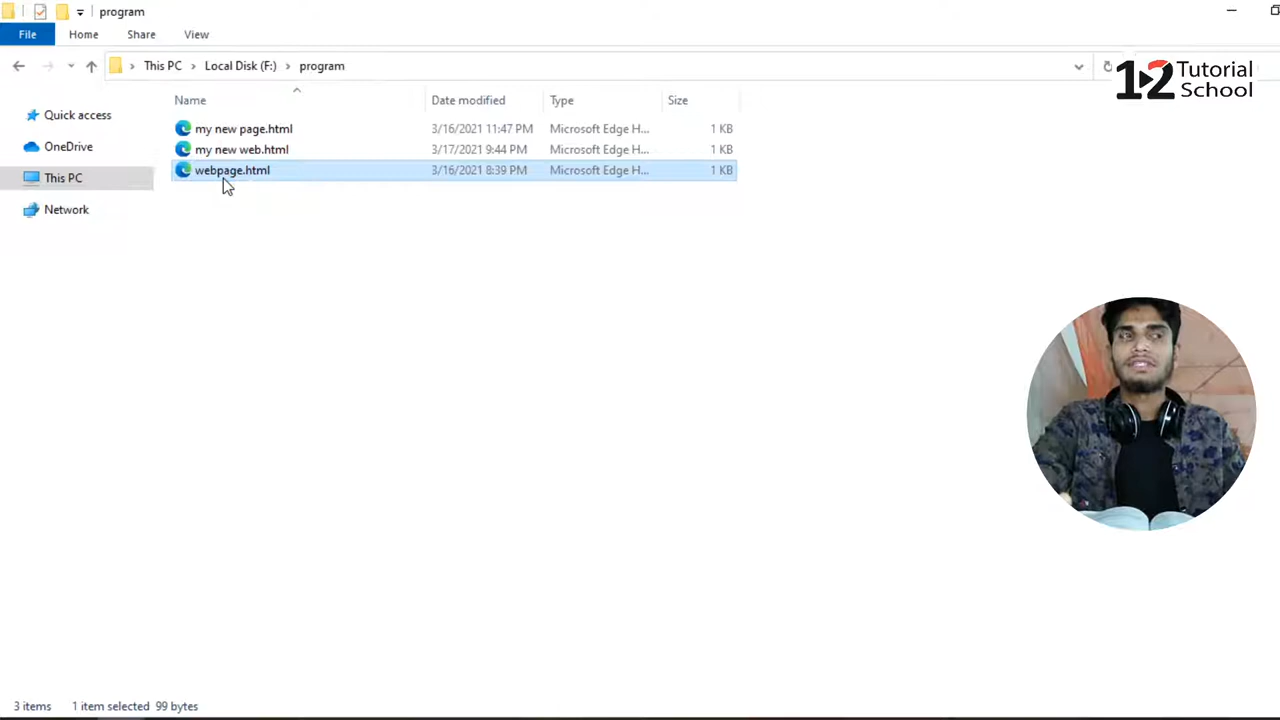 program
File Home Share View
This PC Local Disk (F:) program
12 Tutorial School
Name Date modified Type Size
Quick access
my new page.html 3/16/2021 11:47 PM Microsoft Edge H... 1 KB
OneDrive
my new web.html 3/17/2021 9:44 PM Microsoft Edge H... 1 KB
This PC
webpage.html 3/16/2021 8:39 PM Microsoft Edge H... 1 KB
Network
3 items 1 item selected 99 bytes